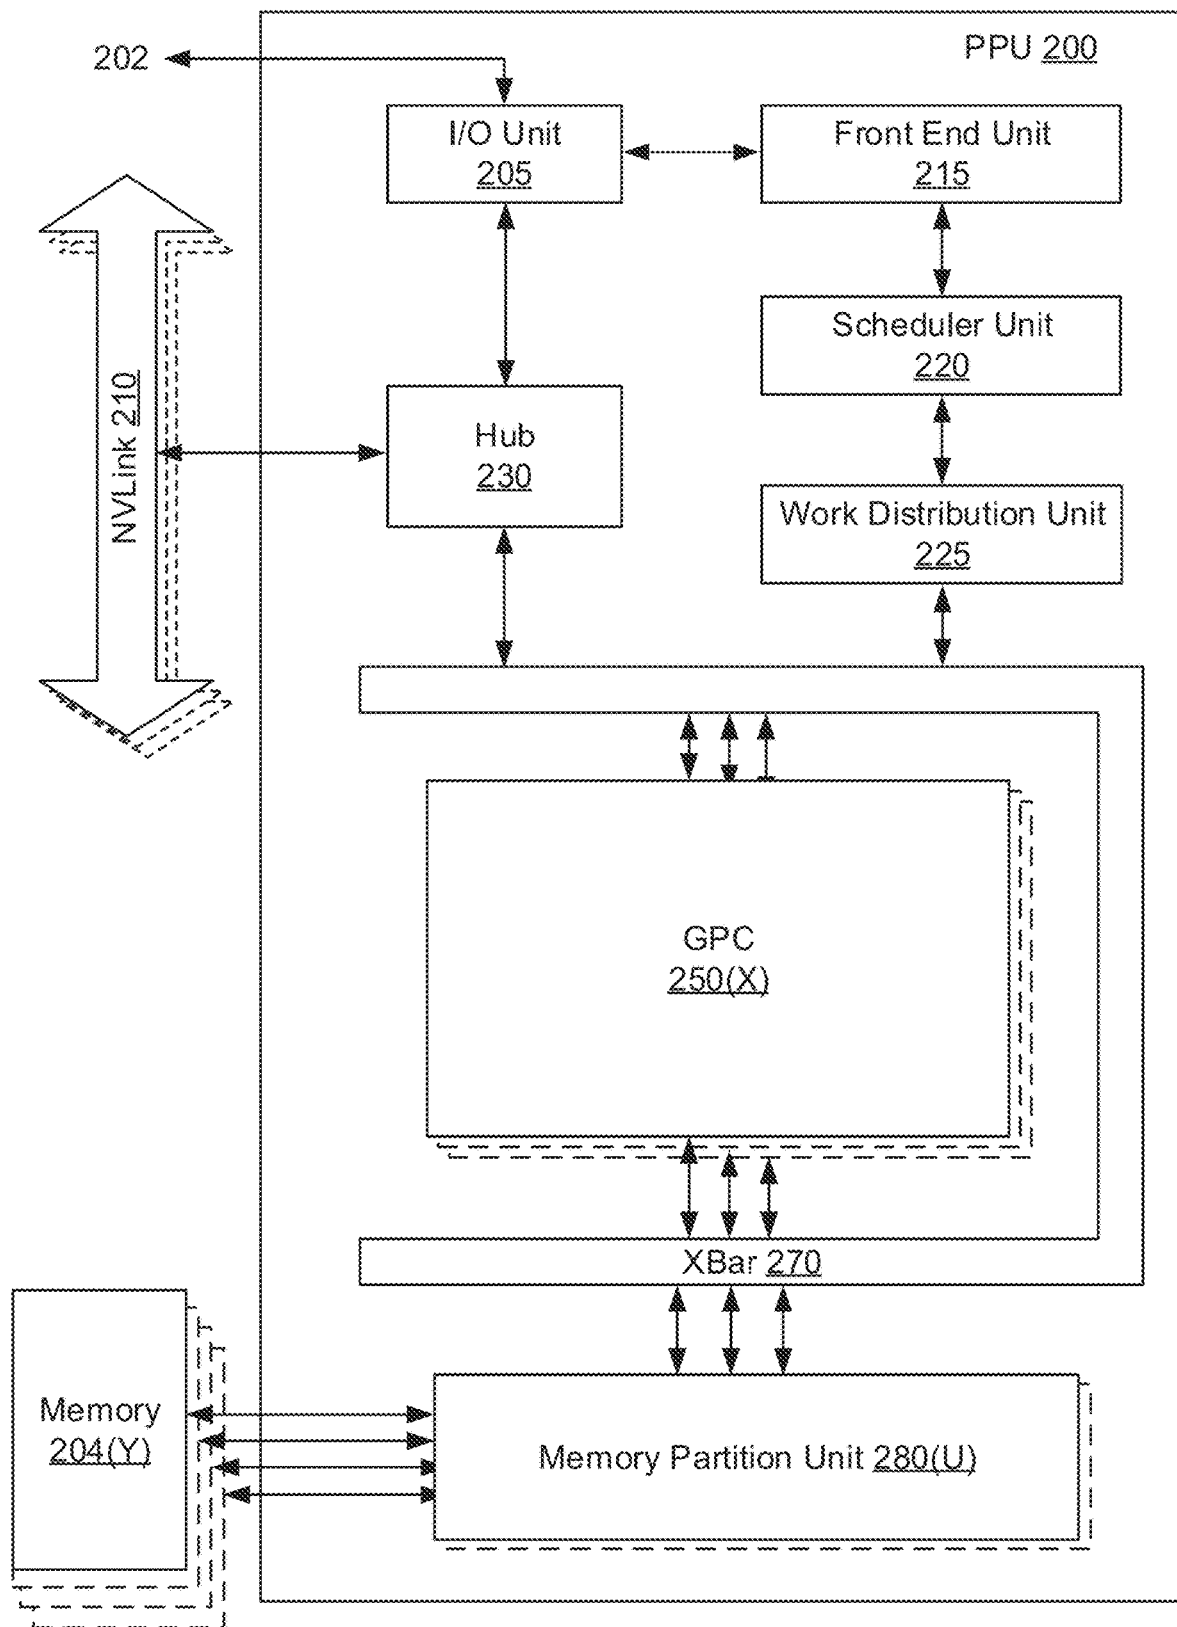 PPU 200
202
I/O Unit
205
Front End Unit
215
Scheduler Unit
220
NVLink 210
Hub
230
Work Distribution Unit
225
GPC
250(X)
XBar 270
Memory
204(Y)
Memory Partition Unit 280(U)